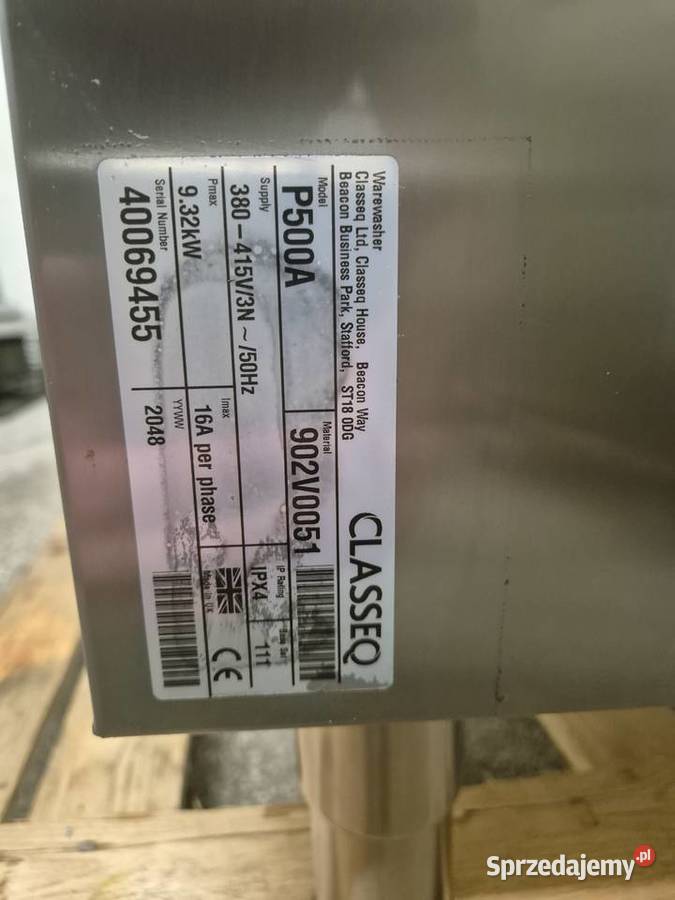 Warewasher
Classeq Ltd, Classeq House, Beacon Way
Beacon Business Park, Stafford, ST18 0DG
CLASSEQ
Model
P500A
Material
902V0051
Supply
380-415V/3N ~ /50Hz
IP Rating
IPX4
111
Pmax
9.32kW
Imax
16A per phase
Made in UK
CE
Serial Number
40069455
YYWW
2048
Sprzedajemy.pl